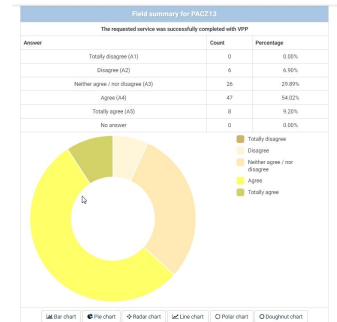 Field summary for PACZ13
The requested service was successfully completed with VPP
Answer Count Percentage
Totally disagree (A1) 0 0.00%
Disagree (A2) 6 6.90%
Neither agree / nor disagree (A3) 26 29.89%
Agree (A4) 47 54.02%
Totally agree (A5) 8 9.20%
No answer 0 0.00%
Totally disagree
Disagree
Neither agree / nor
disagree
Agree
Totally agree
Bar chart Pie chart Radar chart Line chart Polar chart Doughnut chart